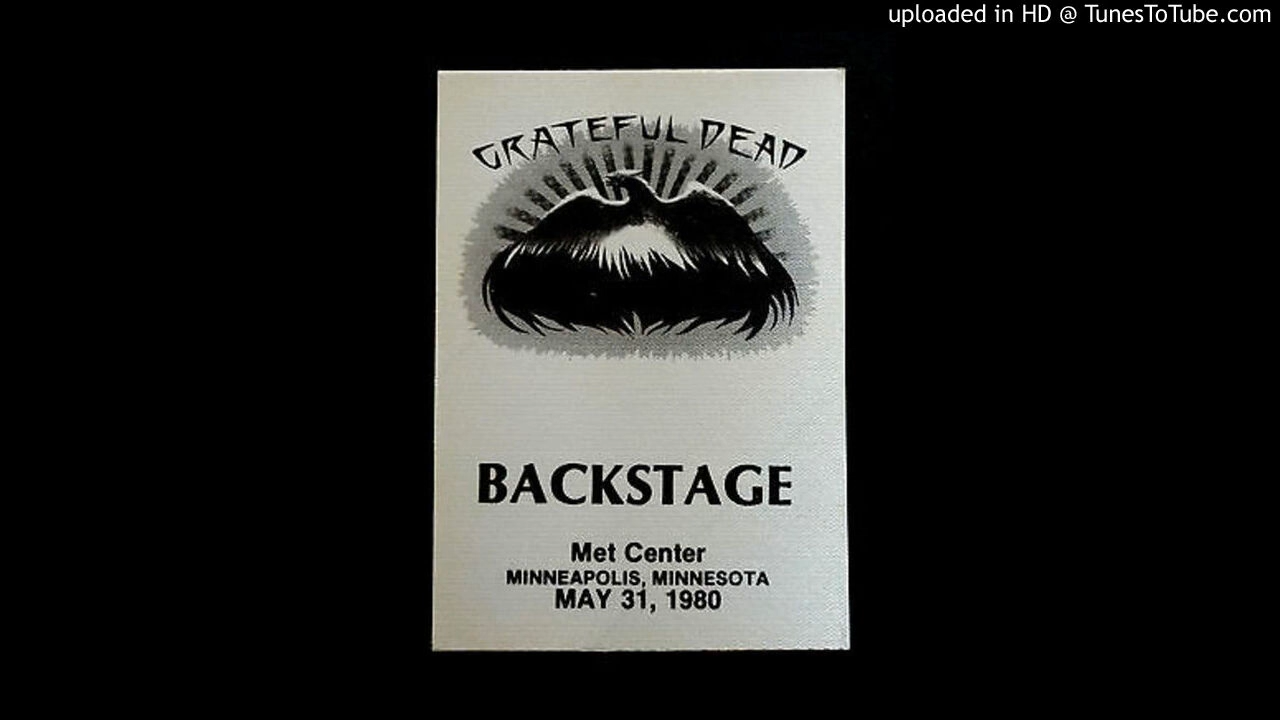 uploaded in HD @ TunesToTube.com
GRATEFUL DEAD
BACKSTAGE
Met Center
MINNEAPOLIS, MINNESOTA
MAY 31, 1980